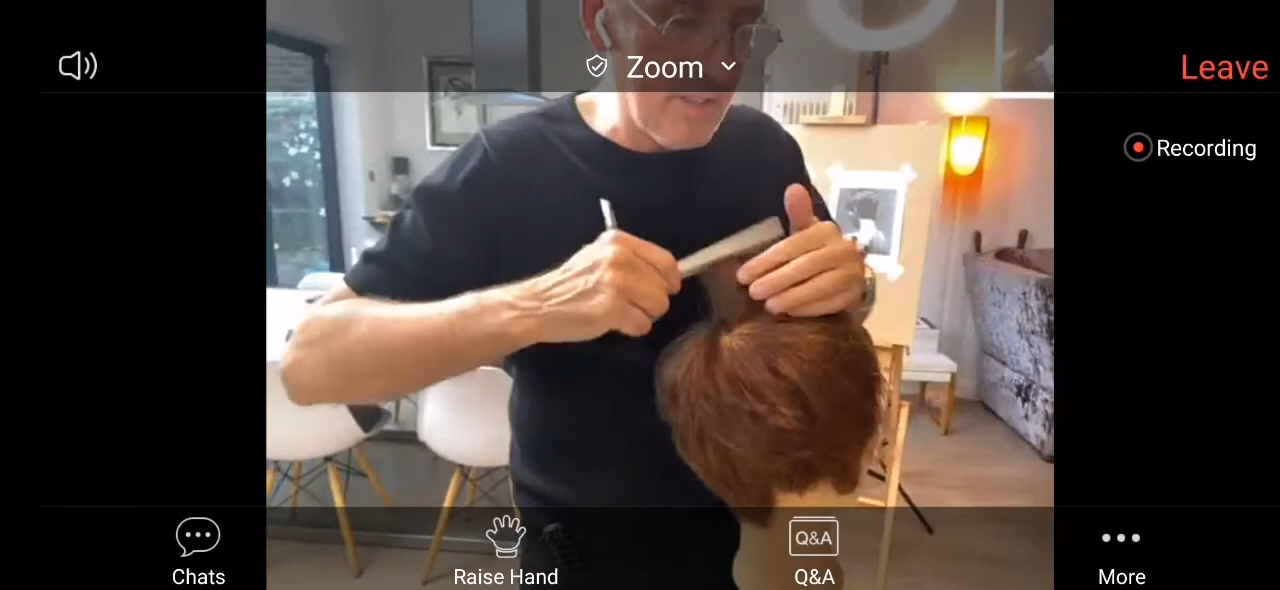 Zoom
Leave
Recording
Chats
Raise Hand
Q&A
Q&A
More